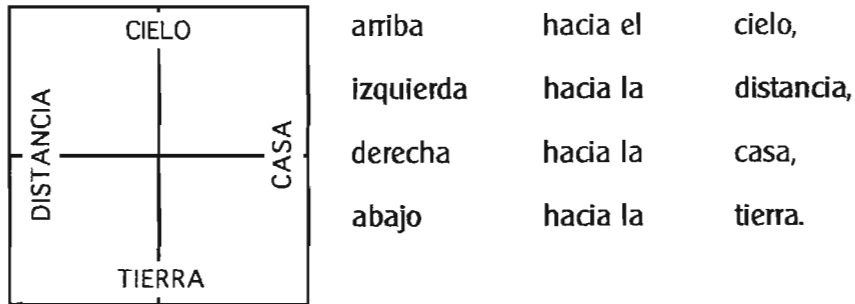 CIELO
DISTANCIA
CASA
TIERRA
arriba hacia el cielo,
izquierda hacia la distancia,
derecha hacia la casa,
abajo hacia la tierra.